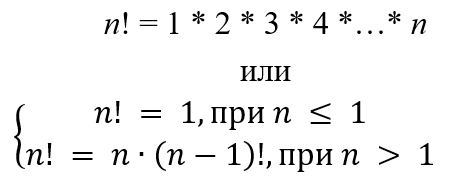 n! = 1 * 2 * 3 * 4 *…* n
или
n! = 1, при n ≤ 1
n! = n · (n − 1)!, при n > 1